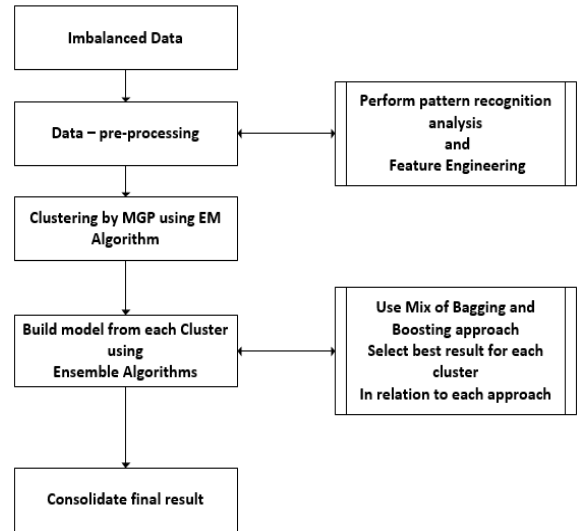 Imbalanced Data
Data – pre-processing
Perform pattern recognition
analysis
and
Feature Engineering
Clustering by MGP using EM
Algorithm
Build model from each Cluster
using
Ensemble Algorithms
Use Mix of Bagging and
Boosting approach
Select best result for each
cluster
In relation to each approach
Consolidate final result